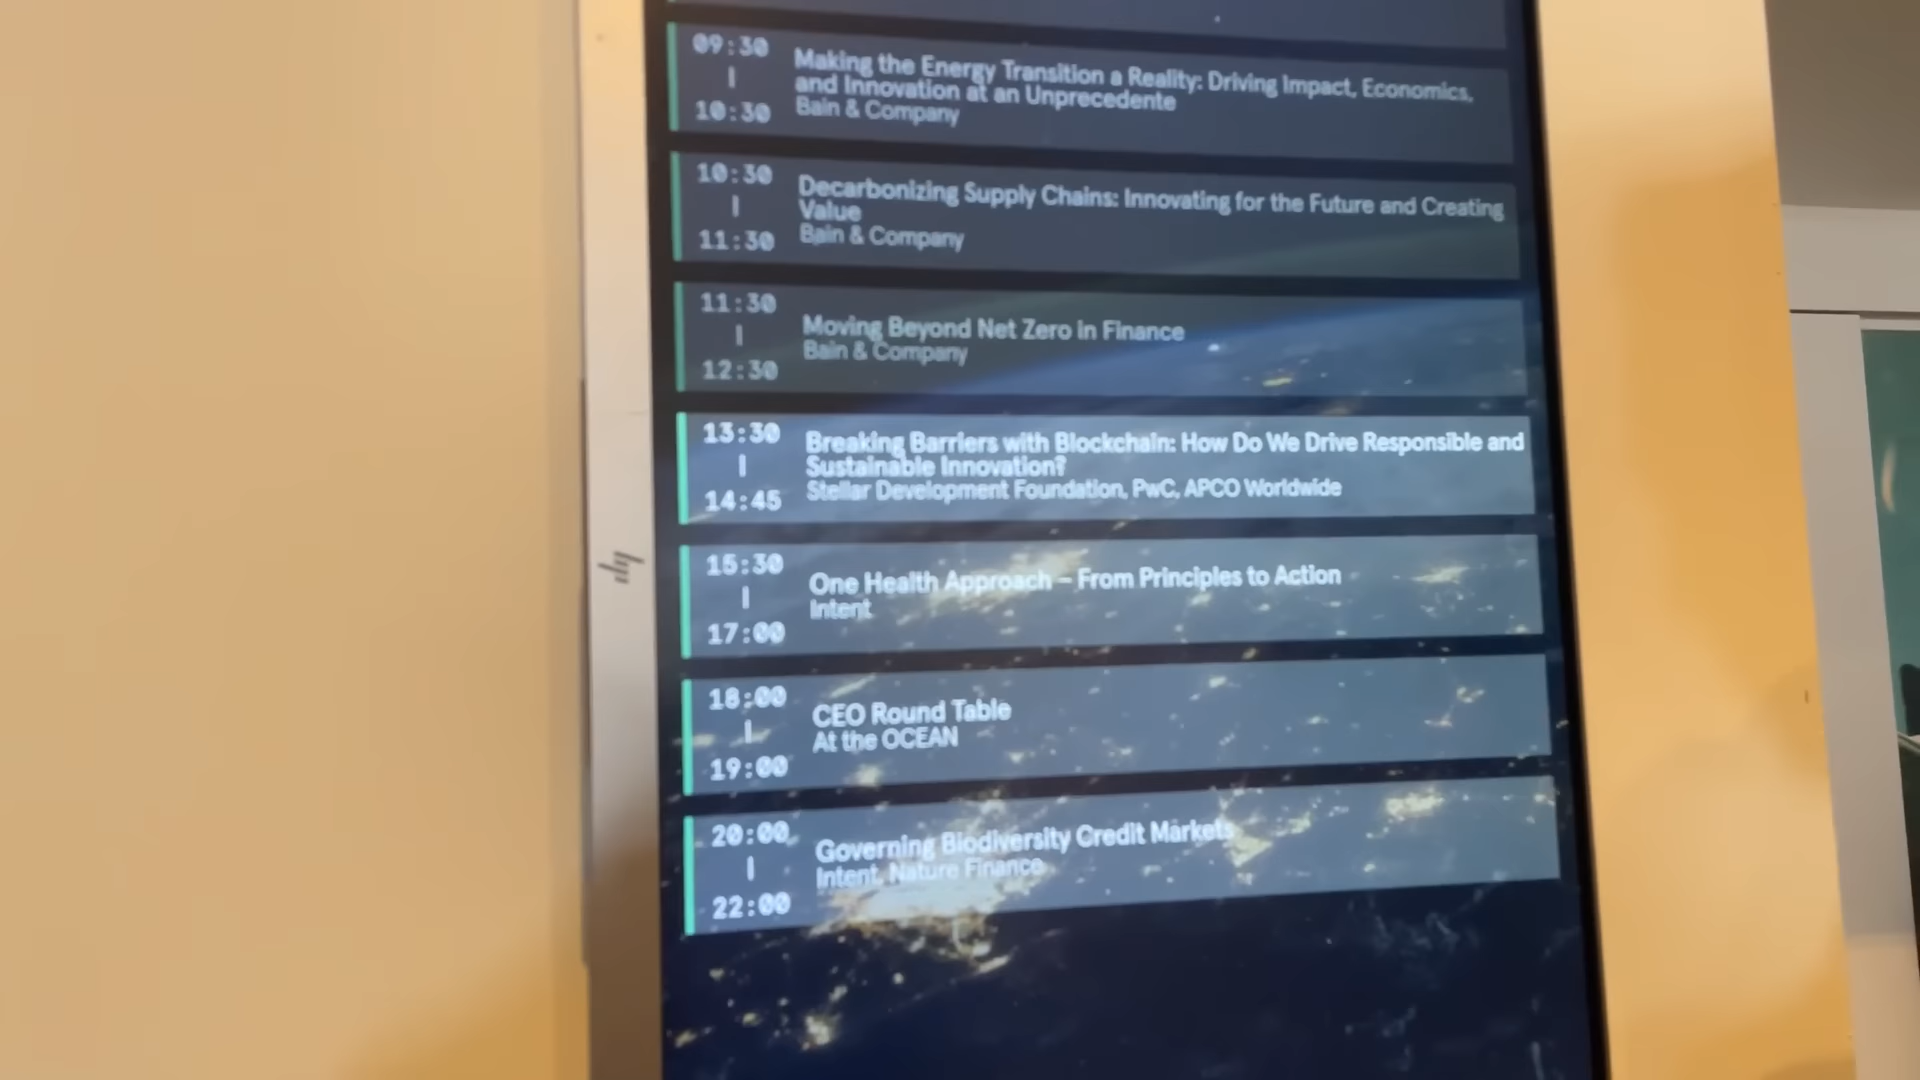 09:30
|
10:30
Making the Energy Transition a Reality: Driving Impact, Economics,
and Innovation at an Unprecedente
Bain & Company
10:30
|
11:30
Decarbonizing Supply Chains: Innovating for the Future and Creating
Value
Bain & Company
11:30
|
12:30
Moving Beyond Net Zero in Finance
Bain & Company
13:30
|
14:45
Breaking Barriers with Blockchain: How Do We Drive Responsible and
Sustainable Innovation?
Stellar Development Foundation, PwC, APCO Worldwide
15:30
|
17:00
One Health Approach – From Principles to Action
Intent
18:00
|
19:00
CEO Round Table
At the OCEAN
20:00
|
22:00
Governing Biodiversity Credit Markets
Intent, Nature Finance
hp